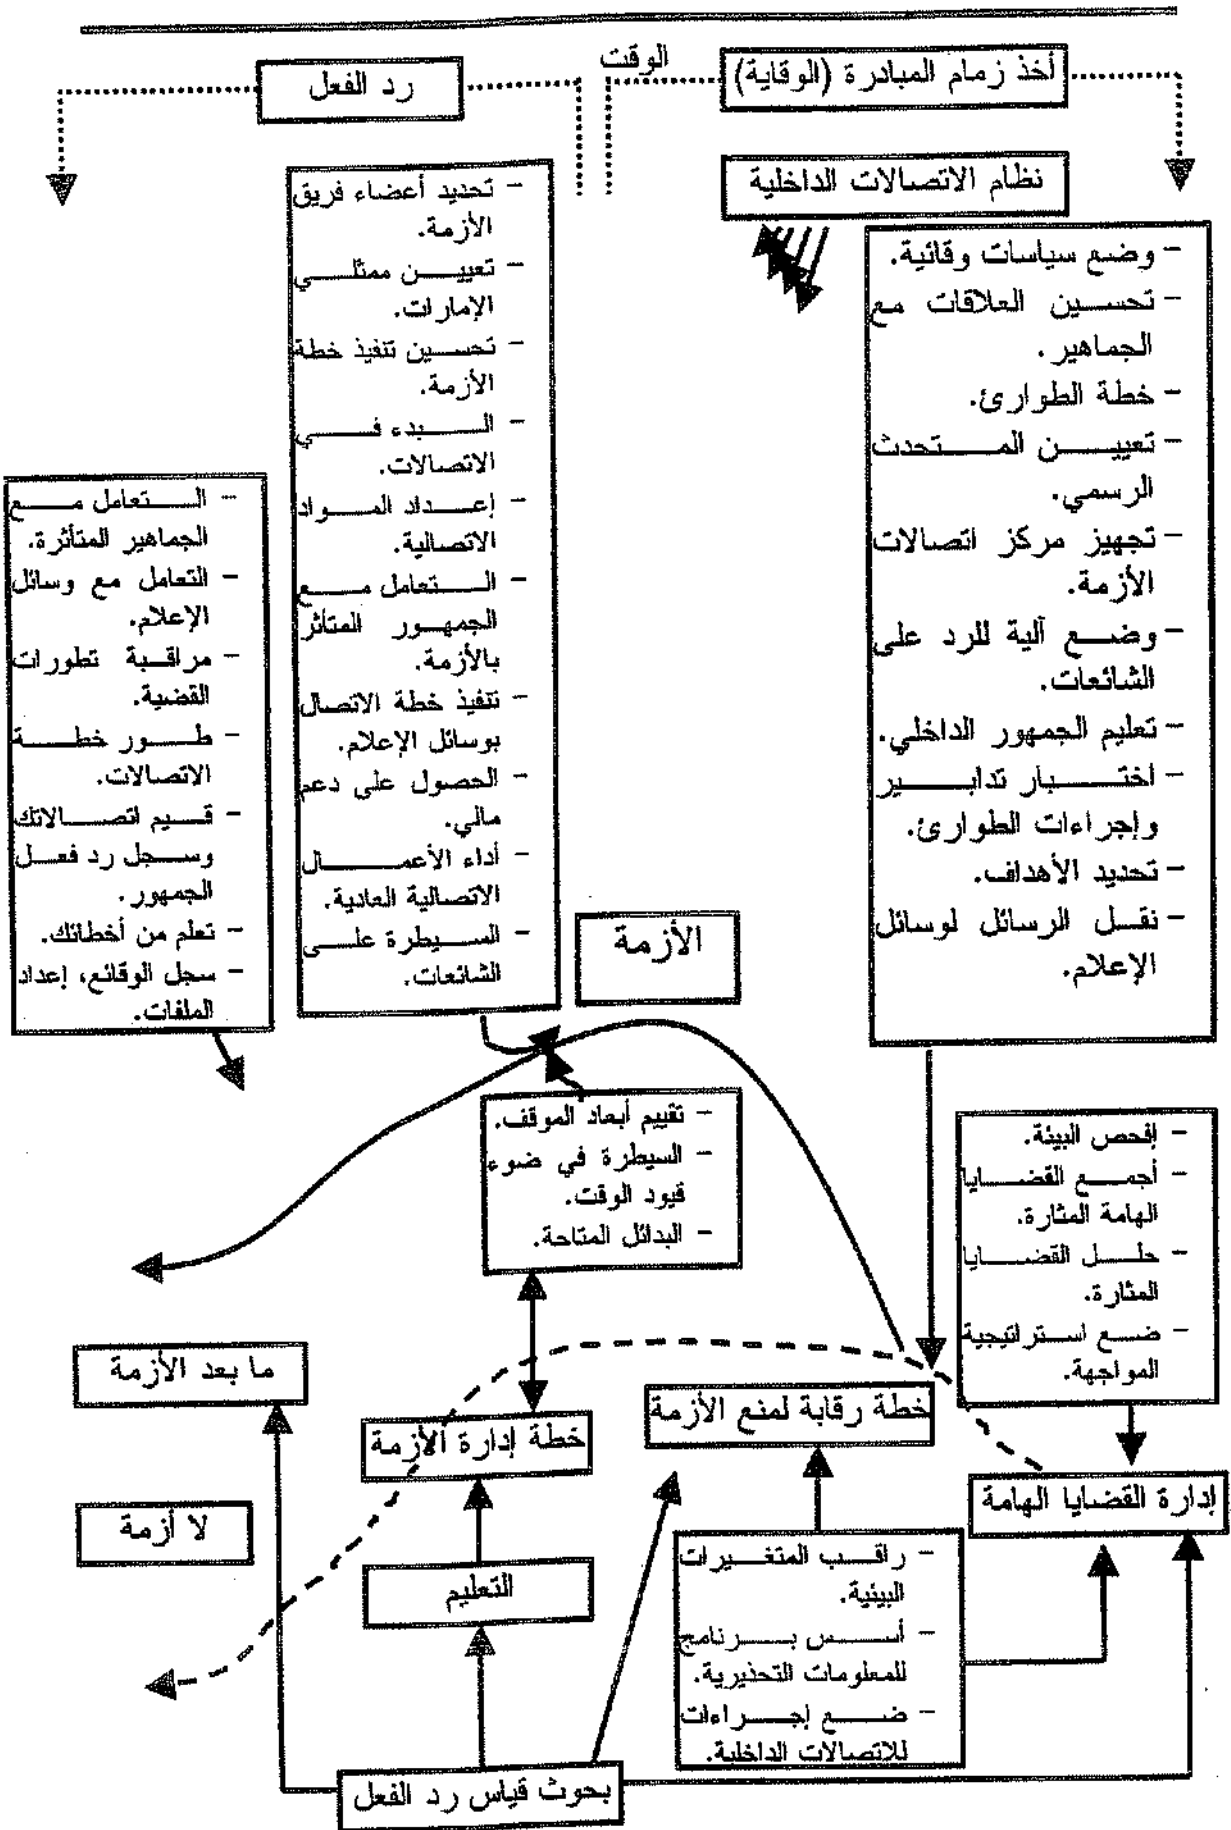 الوقت
أخذ زمام المبادرة (الوقاية)
رد الفعل
نظام الاتصالات الداخلية
- وضع سياسات وقائية.
- تحسين العلاقات مع
الجماهير.
- خطة الطوارئ.
- تعيين المتحدث
الرسمي.
- تجهيز مركز اتصالات
الأزمة.
- وضع آلية للرد على
الشائعات.
- تعليم الجمهور الداخلي.
- اختبار تدابير
وإجراءات الطوارئ.
- تحديد الأهداف.
- نقل الرسائل لوسائل
الإعلام.
- تحديد أعضاء فريق
الأزمة.
- تعيين ممثلي
الإمارات.
- تحسين تنفيذ خطة
الأزمة.
- البدء في
الاتصالات.
- إعداد المواد
الاتصالية.
- التعامل مع
الجمهور المتأثر
بالأزمة.
- تنفيذ خطة الاتصال
بوسائل الإعلام.
- الحصول على دعم
مالي.
- أداء الأعمال
الاتصالية العادية.
- السيطرة على
الشائعات.
- التعامل مع
الجماهير المتأثرة.
- التعامل مع وسائل
الإعلام.
- مراقبة تطورات
القضية.
- طور خطة
الاتصالات.
- قيم اتصالاتك
وسجل رد فعل
الجمهور.
- تعلم من أخطائك.
- سجل الوقائع، إعداد
الملفات.
الأزمة
- إفحص البيئة.
- أجمع القضايا
الهامة المثارة.
- حلل القضايا
المثارة.
- ضع استراتيجية
المواجهة.
- تقييم أبعاد الموقف.
- السيطرة في ضوء
قيود الوقت.
- البدائل المتاحة.
ما بعد الأزمة
خطة رقابة لمنع الأزمة
خطة إدارة الأزمة
إدارة القضايا الهامة
لا أزمة
التعليم
- راقب المتغيرات
البيئية.
- أسس برنامج
للمعلومات التحذيرية.
- ضع إجراءات
للاتصالات الداخلية.
بحوث قياس رد الفعل